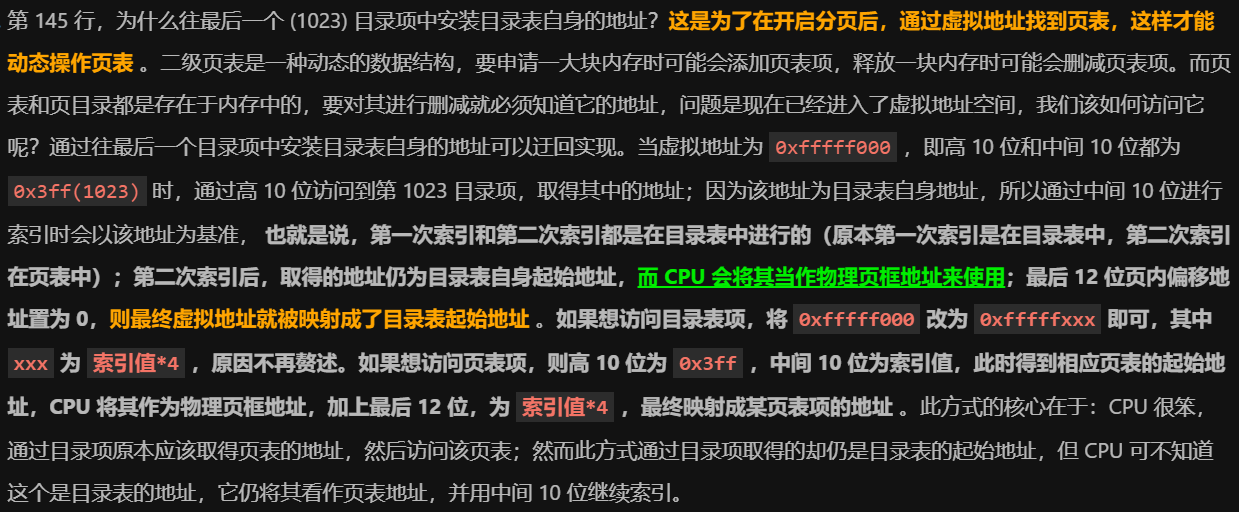 第 145 行，为什么往最后一个 (1023) 目录项中安装目录表自身的地址？这是为了在开启分页后，通过虚拟地址找到页表，这样才能
动态操作页表 。二级页表是一种动态的数据结构，要申请一大块内存时可能会添加页表项，释放一块内存时可能会删减页表项。而页
表和页目录都是存在于内存中的，要对其进行删减就必须知道它的地址，问题是现在已经进入了虚拟地址空间，我们该如何访问它
呢？通过往最后一个目录项中安装目录表自身的地址可以迂回实现。当虚拟地址为 0xfffff000 ，即高 10 位和中间 10 位都为
0x3ff(1023) 时，通过高 10 位访问到第 1023 目录项，取得其中的地址；因为该地址为目录表自身地址，所以通过中间 10 位进行
索引时会以该地址为基准， 也就是说，第一次索引和第二次索引都是在目录表中进行的（原本第一次索引是在目录表中，第二次索引
在页表中）；第二次索引后，取得的地址仍为目录表自身起始地址，而 CPU 会将其当作物理页框地址来使用；最后 12 位页内偏移地
址置为 0，则最终虚拟地址就被映射成了目录表起始地址 。如果想访问目录表项，将 0xfffff000 改为 0xfffffxxx 即可，其中
xxx 为 索引值*4 ，原因不再赘述。如果想访问页表项，则高 10 位为 0x3ff ，中间 10 位为索引值，此时得到相应页表的起始地
址，CPU 将其作为物理页框地址，加上最后 12 位，为 索引值*4 ，最终映射成某页表项的地址 。此方式的核心在于：CPU 很笨，
通过目录项原本应该取得页表的地址，然后访问该页表；然而此方式通过目录项取得的却仍是目录表的起始地址，但 CPU 可不知道
这个是目录表的地址，它仍将其看作页表地址，并用中间 10 位继续索引。